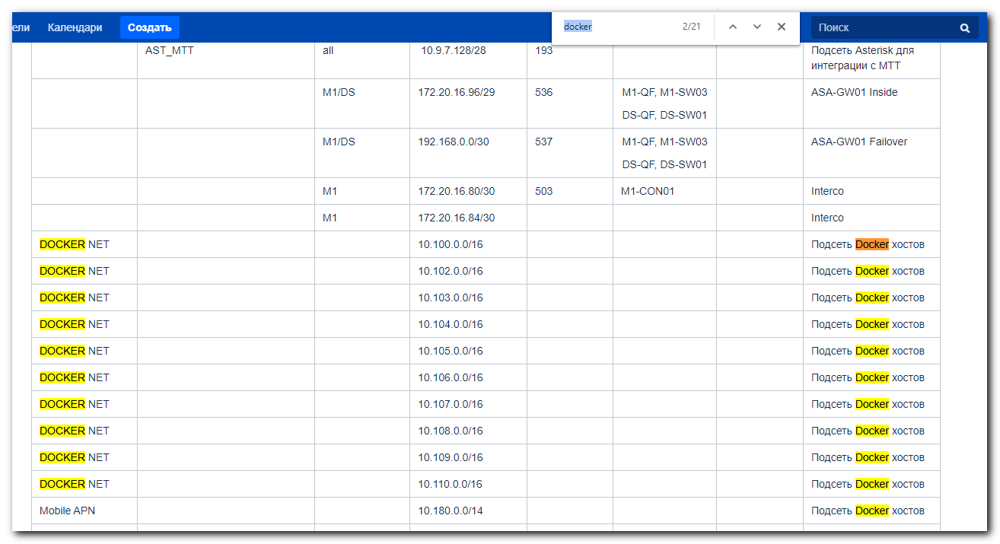 ели Календари Создать docker 2/21 Поиск
AST_MTT all 10.9.7.128/28 193 Подсеть Asterisk для
интеграции с МТТ
M1/DS 172.20.16.96/29 536 M1-QF, M1-SW03 ASA-GW01 Inside
DS-QF, DS-SW01
M1/DS 192.168.0.0/30 537 M1-QF, M1-SW03 ASA-GW01 Failover
DS-QF, DS-SW01
M1 172.20.16.80/30 503 M1-CON01 Interco
M1 172.20.16.84/30 Interco
DOCKER NET 10.100.0.0/16 Подсеть Docker хостов
DOCKER NET 10.102.0.0/16 Подсеть Docker хостов
DOCKER NET 10.103.0.0/16 Подсеть Docker хостов
DOCKER NET 10.104.0.0/16 Подсеть Docker хостов
DOCKER NET 10.105.0.0/16 Подсеть Docker хостов
DOCKER NET 10.106.0.0/16 Подсеть Docker хостов
DOCKER NET 10.107.0.0/16 Подсеть Docker хостов
DOCKER NET 10.108.0.0/16 Подсеть Docker хостов
DOCKER NET 10.109.0.0/16 Подсеть Docker хостов
DOCKER NET 10.110.0.0/16 Подсеть Docker хостов
Mobile APN 10.180.0.0/14 Подсеть Docker хостов